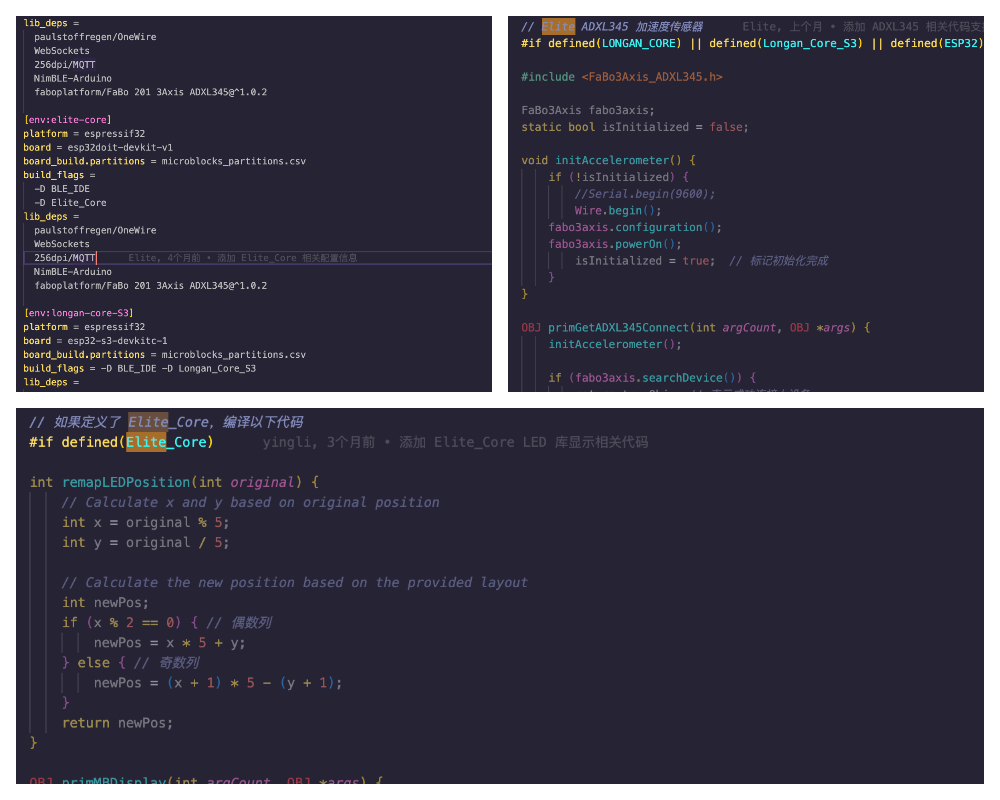 lib_deps =
paulstoffregen/OneWire
WebSockets
256dpi/MQTT
NimBLE-Arduino
faboplatform/FaBo 201 3Axis ADXL345@^1.0.2
[env:elite-core]
platform = espressif32
board = esp32doit-devkit-v1
board_build.partitions = microblocks_partitions.csv
build_flags =
-D BLE_IDE
-D Elite_Core
lib_deps =
paulstoffregen/OneWire
WebSockets
256dpi/MQTT Elite, 4个月前 • 添加 Elite_Core 相关配置信息
NimBLE-Arduino
faboplatform/FaBo 201 3Axis ADXL345@^1.0.2
[env:longan-core-S3]
platform = espressif32
board = esp32-s3-devkitc-1
board_build.partitions = microblocks_partitions.csv
build_flags = -D BLE_IDE -D Longan_Core_S3
lib_deps =
// Elite ADXL345 加速度传感器 Elite, 上个月 • 添加 ADXL345 相关代码支
#if defined(LONGAN_CORE) || defined(Longan_Core_S3) || defined(ESP32)
#include <FaBo3Axis_ADXL345.h>
FaBo3Axis fabo3axis;
static bool isInitialized = false;
void initAccelerometer() {
if (!isInitialized) {
//Serial.begin(9600);
Wire.begin();
fabo3axis.configuration();
fabo3axis.powerOn();
isInitialized = true; // 标记初始化完成
}
}
OBJ primGetADXL345Connect(int argCount, OBJ *args) {
initAccelerometer();
if (fabo3axis.searchDevice()) {
// 如果定义了 Elite_Core, 编译以下代码
#if defined(Elite_Core) yingli, 3个月前 • 添加 Elite_Core LED 库显示相关代码
int remapLEDPosition(int original) {
// Calculate x and y based on original position
int x = original % 5;
int y = original / 5;
// Calculate the new position based on the provided layout
int newPos;
if (x % 2 == 0) { // 偶数列
newPos = x * 5 + y;
} else { // 奇数列
newPos = (x + 1) * 5 - (y + 1);
}
return newPos;
}
OBJ primMBDisplay(int argCount, OBJ *args) {